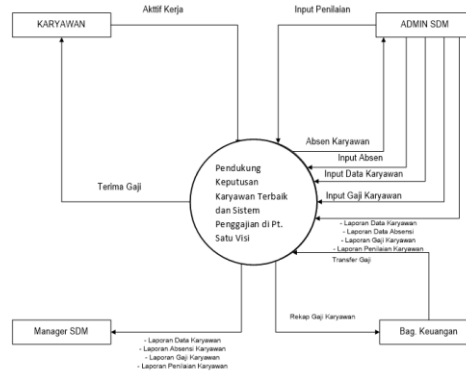 Akttif Kerja
Input Penilaian
KARYAWAN
ADMIN SDM
Absen Karyawan
Input Absen
Input Data Karyawan
Input Gaji Karyawan
Terima Gaji
Pendukung
Keputusan
Karyawan Terbaik
dan Sistem
Penggajian di Pt.
Satu Visi
- Laporan Data Karyawan
- Laporan Data Absensi
- Laporan Gaji Karyawan
- Laporan Penilaian Karyawan
Transfer Gaji
Rekap Gaji Karyawan
Manager SDM
Bag. Keuangan
- Laporan Data Karyawan
- Laporan Absensi Karyawan
- Laporan Gaji Karyawan
- Laporan Penilaian Karyawan